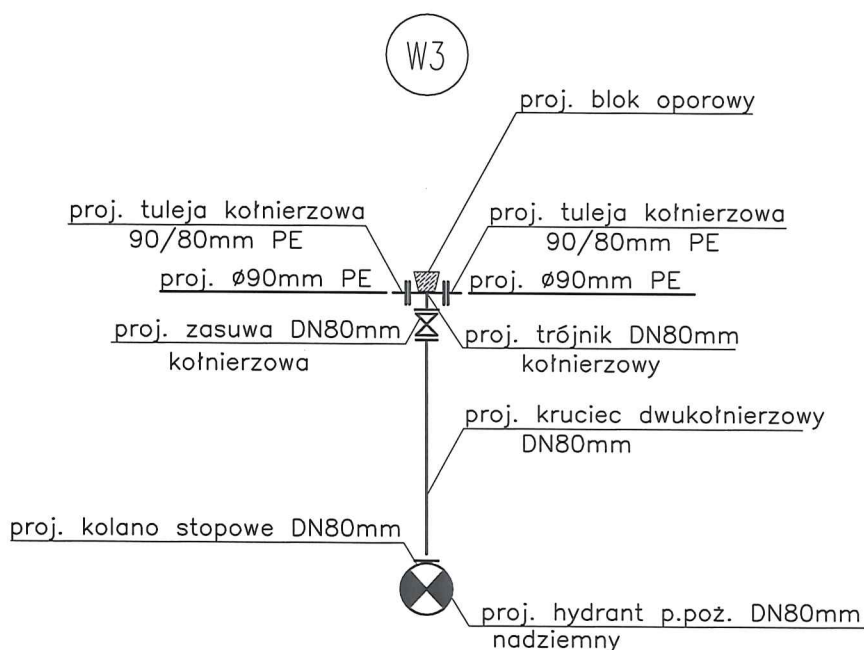 W3
proj. blok oporowy
proj. tuleja kołnierzowa
90/80mm PE
proj. tuleja kołnierzowa
90/80mm PE
proj. ø90mm PE
proj. ø90mm PE
proj. zasuwa DN80mm
kołnierzowa
proj. trójnik DN80mm
kołnierzowy
proj. kruciec dwukołnierzowy
DN80mm
proj. kolano stopowe DN80mm
proj. hydrant p.poż. DN80mm
nadziemny